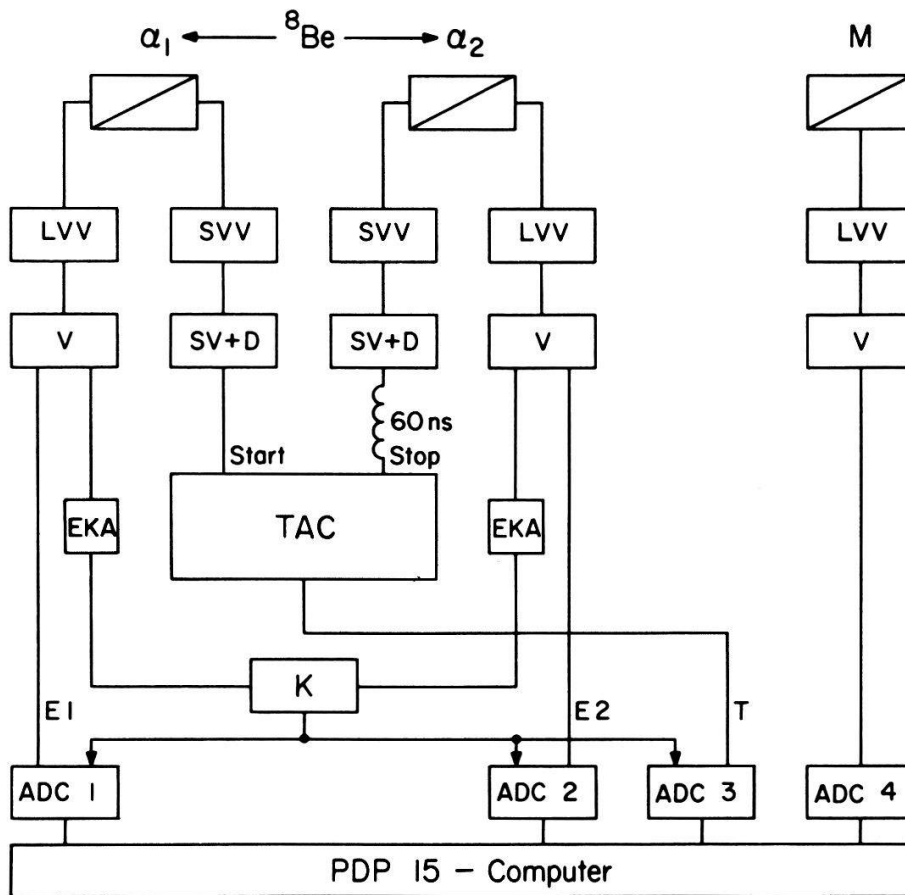 α₁ ⁸Be α₂ M
LVV SVV SVV LVV LVV
V SV+D SV+D V V
60 ns
Start Stop
EKA TAC EKA
K
E1 E2 T
ADC 1 ADC 2 ADC 3 ADC 4
PDP 15 – Computer